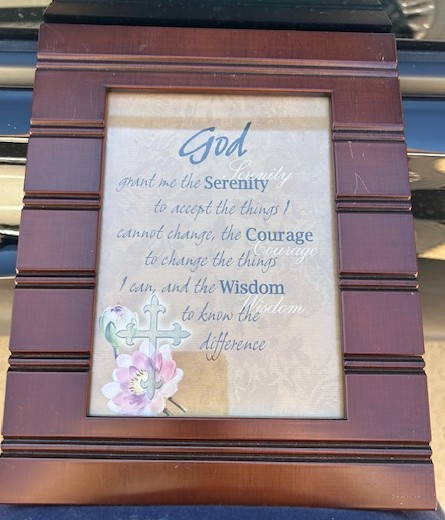 God
Serenity
grant me the Serenity
to accept the things I
cannot change, the Courage
Courage
to change the things
I can, and the Wisdom
Wisdom
to know the
difference